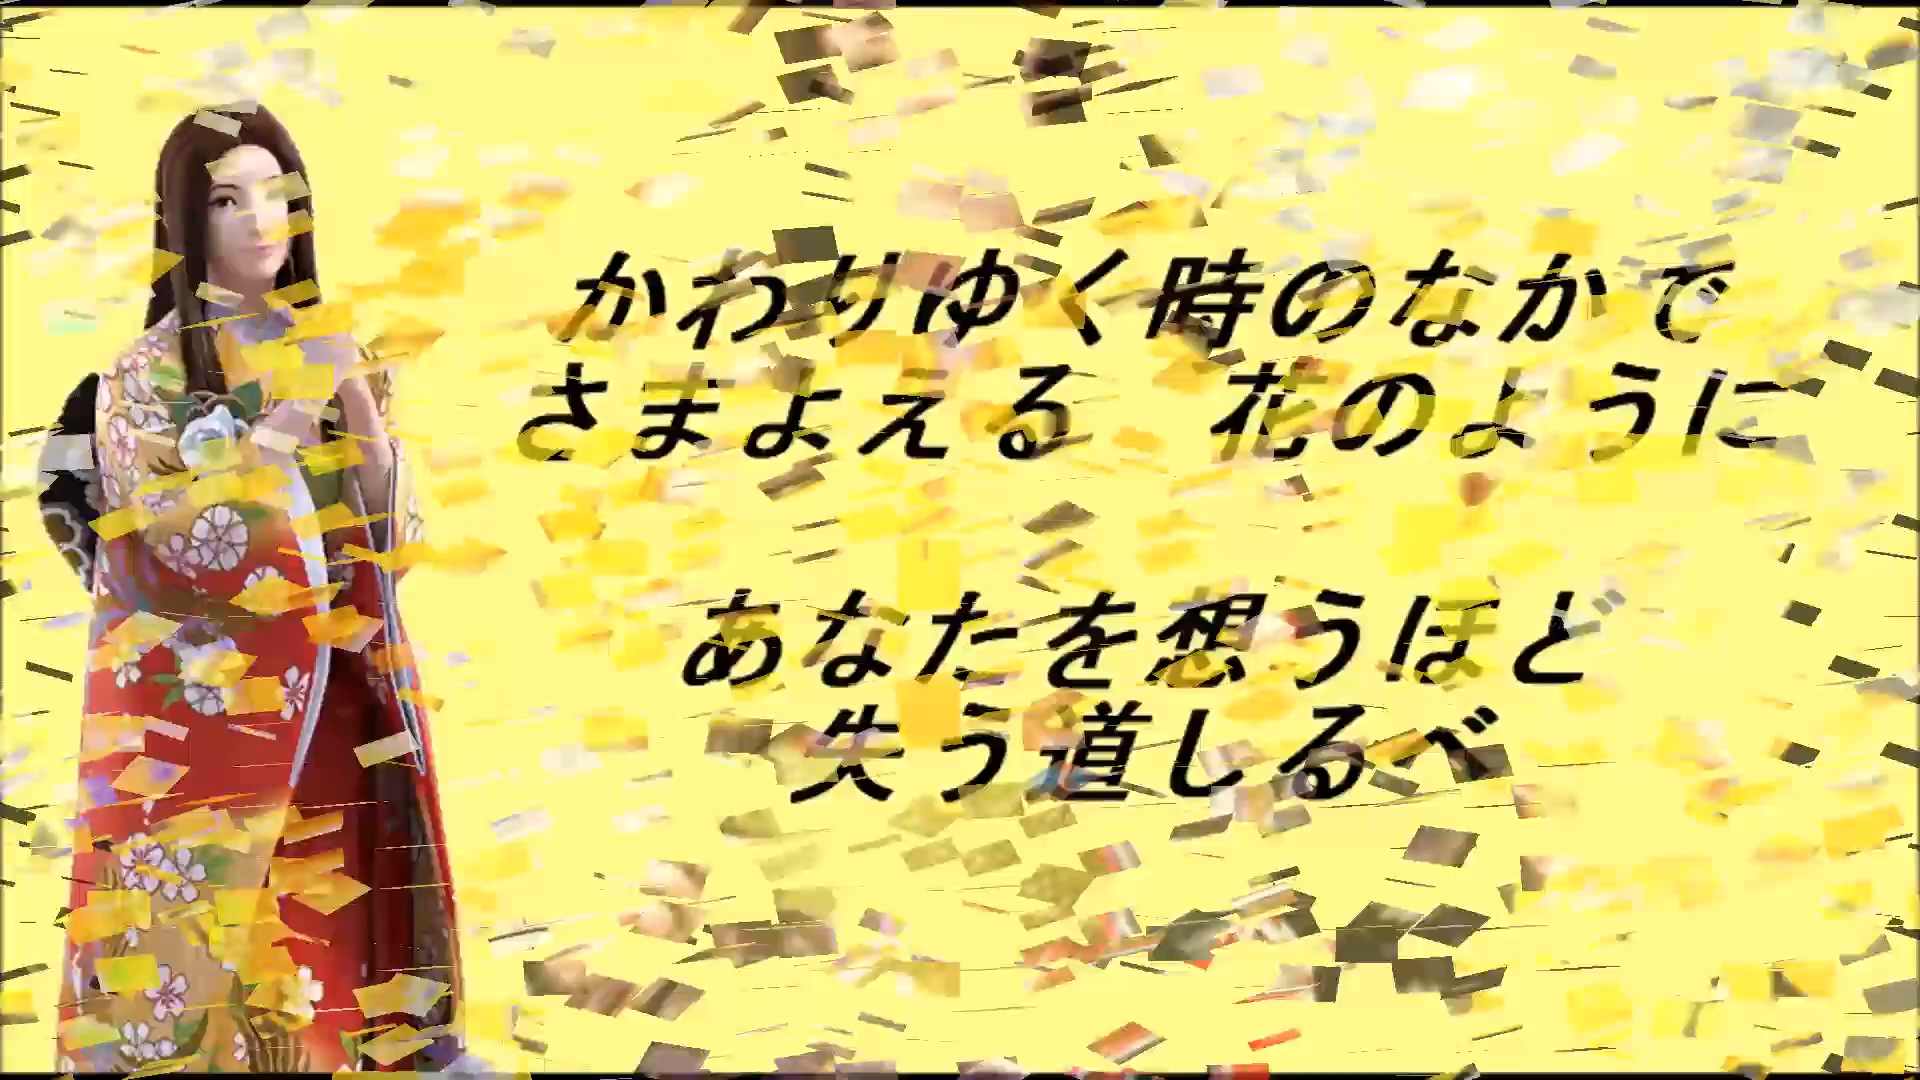 かわりゆく時のなかで
さまよえる　花のように
あなたを想うほど
失う道しるべ